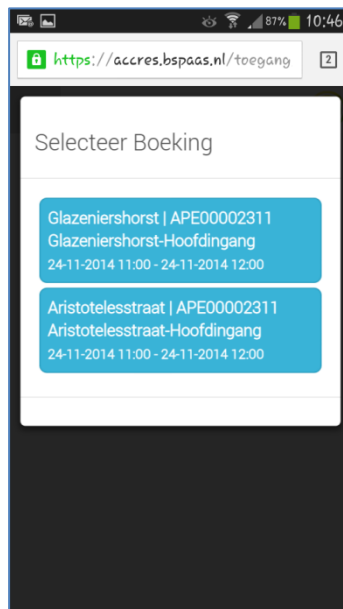 87% 10:46
https://accres.bspaas.nl/toegang 2
Selecteer Boeking
Glazeniershorst | APE00002311
Glazeniershorst-Hoofdingang
24-11-2014 11:00 - 24-11-2014 12:00
Aristotelesstraat | APE00002311
Aristotelesstraat-Hoofdingang
24-11-2014 11:00 - 24-11-2014 12:00